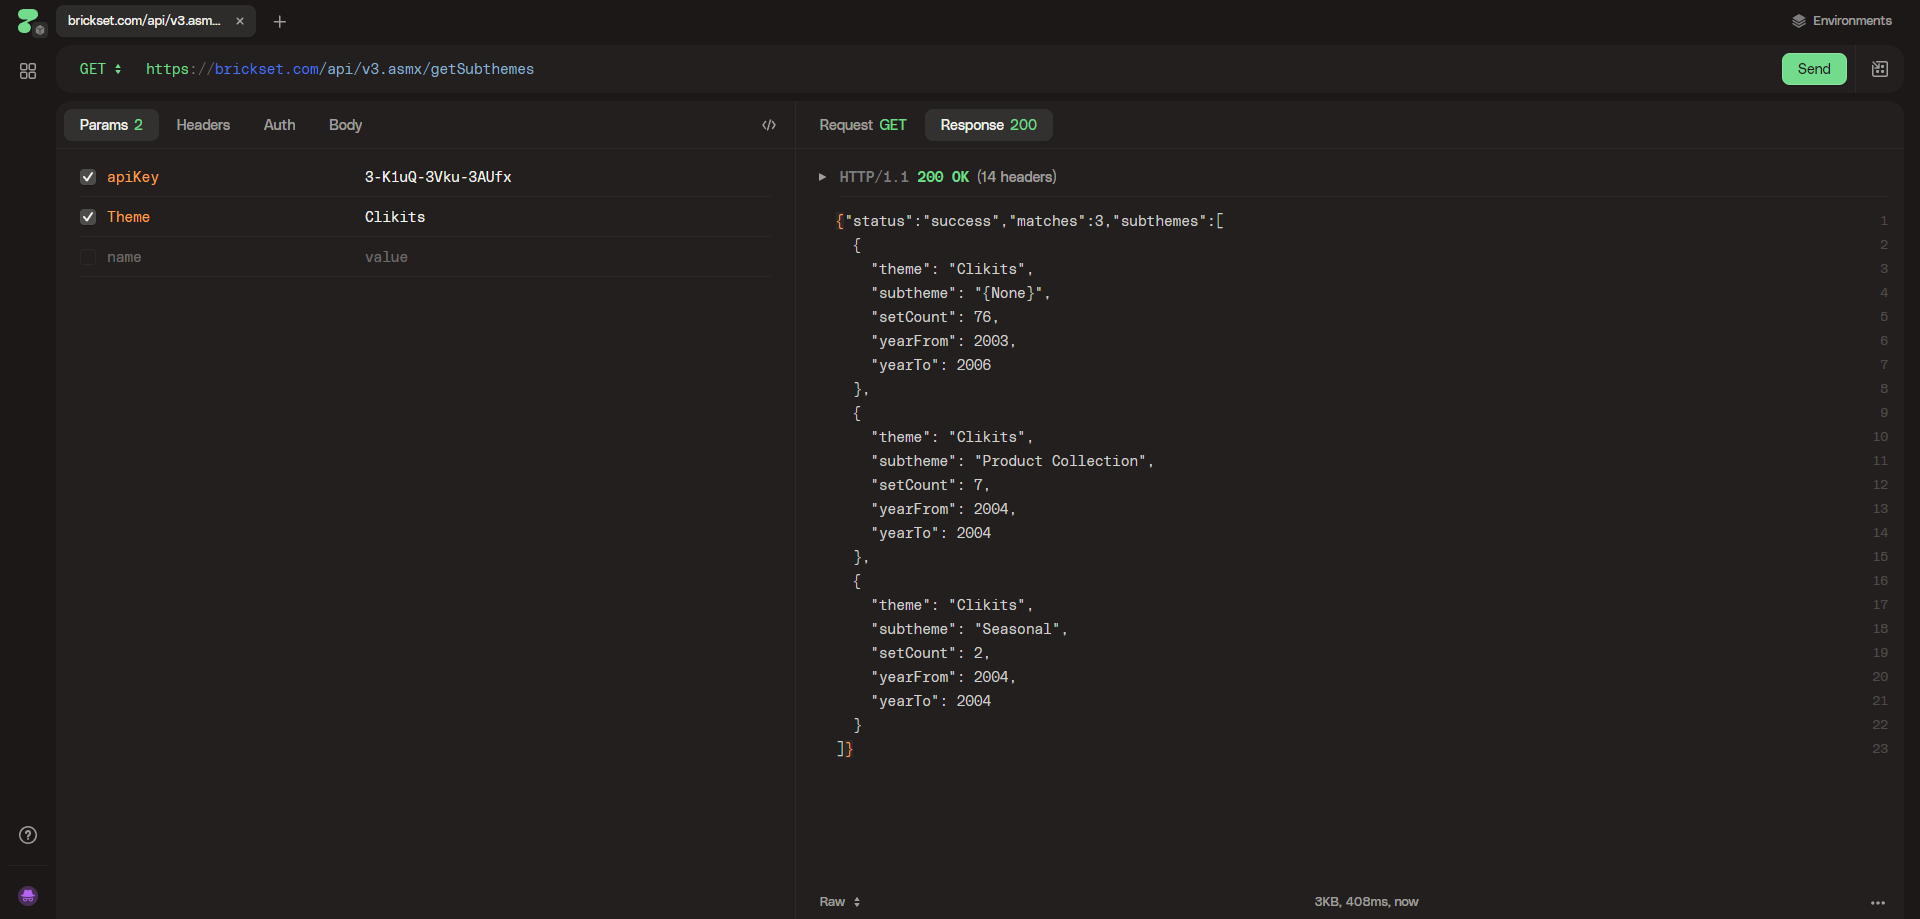 brickset.com/api/v3.asm...
Environments
GET https://brickset.com/api/v3.asmx/getSubthemes
Send
Params 2 Headers Auth Body
apiKey 3-K1uQ-3Vku-3AUfx
Theme Clikits
name value
Request GET Response 200
HTTP/1.1 200 OK (14 headers)
{"status":"success","matches":3,"subthemes":[ 1
{ 2
"theme": "Clikits", 3
"subtheme": "{None}", 4
"setCount": 76, 5
"yearFrom": 2003, 6
"yearTo": 2006 7
}, 8
{ 9
"theme": "Clikits", 10
"subtheme": "Product Collection", 11
"setCount": 7, 12
"yearFrom": 2004, 13
"yearTo": 2004 14
}, 15
{ 16
"theme": "Clikits", 17
"subtheme": "Seasonal", 18
"setCount": 2, 19
"yearFrom": 2004, 20
"yearTo": 2004 21
} 22
]} 23
Raw 3KB, 408ms, now